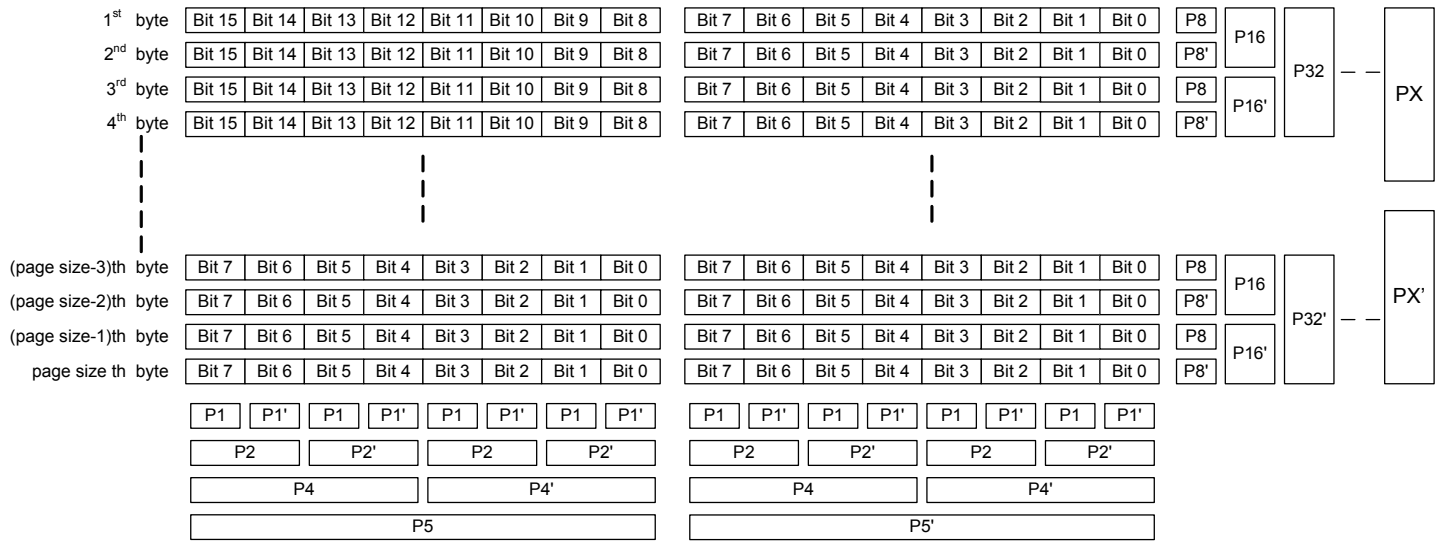 1st byte Bit 15 Bit 14 Bit 13 Bit 12 Bit 11 Bit 10 Bit 9 Bit 8 Bit 7 Bit 6 Bit 5 Bit 4 Bit 3 Bit 2 Bit 1 Bit 0 P8
P16
2nd byte Bit 15 Bit 14 Bit 13 Bit 12 Bit 11 Bit 10 Bit 9 Bit 8 Bit 7 Bit 6 Bit 5 Bit 4 Bit 3 Bit 2 Bit 1 Bit 0 P8'
P32 PX
3rd byte Bit 15 Bit 14 Bit 13 Bit 12 Bit 11 Bit 10 Bit 9 Bit 8 Bit 7 Bit 6 Bit 5 Bit 4 Bit 3 Bit 2 Bit 1 Bit 0 P8
P16'
4th byte Bit 15 Bit 14 Bit 13 Bit 12 Bit 11 Bit 10 Bit 9 Bit 8 Bit 7 Bit 6 Bit 5 Bit 4 Bit 3 Bit 2 Bit 1 Bit 0 P8'
(page size-3)th byte Bit 7 Bit 6 Bit 5 Bit 4 Bit 3 Bit 2 Bit 1 Bit 0 Bit 7 Bit 6 Bit 5 Bit 4 Bit 3 Bit 2 Bit 1 Bit 0 P8
P16
(page size-2)th byte Bit 7 Bit 6 Bit 5 Bit 4 Bit 3 Bit 2 Bit 1 Bit 0 Bit 7 Bit 6 Bit 5 Bit 4 Bit 3 Bit 2 Bit 1 Bit 0 P8'
P32' PX'
(page size-1)th byte Bit 7 Bit 6 Bit 5 Bit 4 Bit 3 Bit 2 Bit 1 Bit 0 Bit 7 Bit 6 Bit 5 Bit 4 Bit 3 Bit 2 Bit 1 Bit 0 P8
P16'
page size th byte Bit 7 Bit 6 Bit 5 Bit 4 Bit 3 Bit 2 Bit 1 Bit 0 Bit 7 Bit 6 Bit 5 Bit 4 Bit 3 Bit 2 Bit 1 Bit 0 P8'
P1 P1' P1 P1' P1 P1' P1 P1' P1 P1' P1 P1' P1 P1' P1 P1'
P2 P2' P2 P2' P2 P2' P2 P2'
P4 P4' P4 P4'
P5 P5'